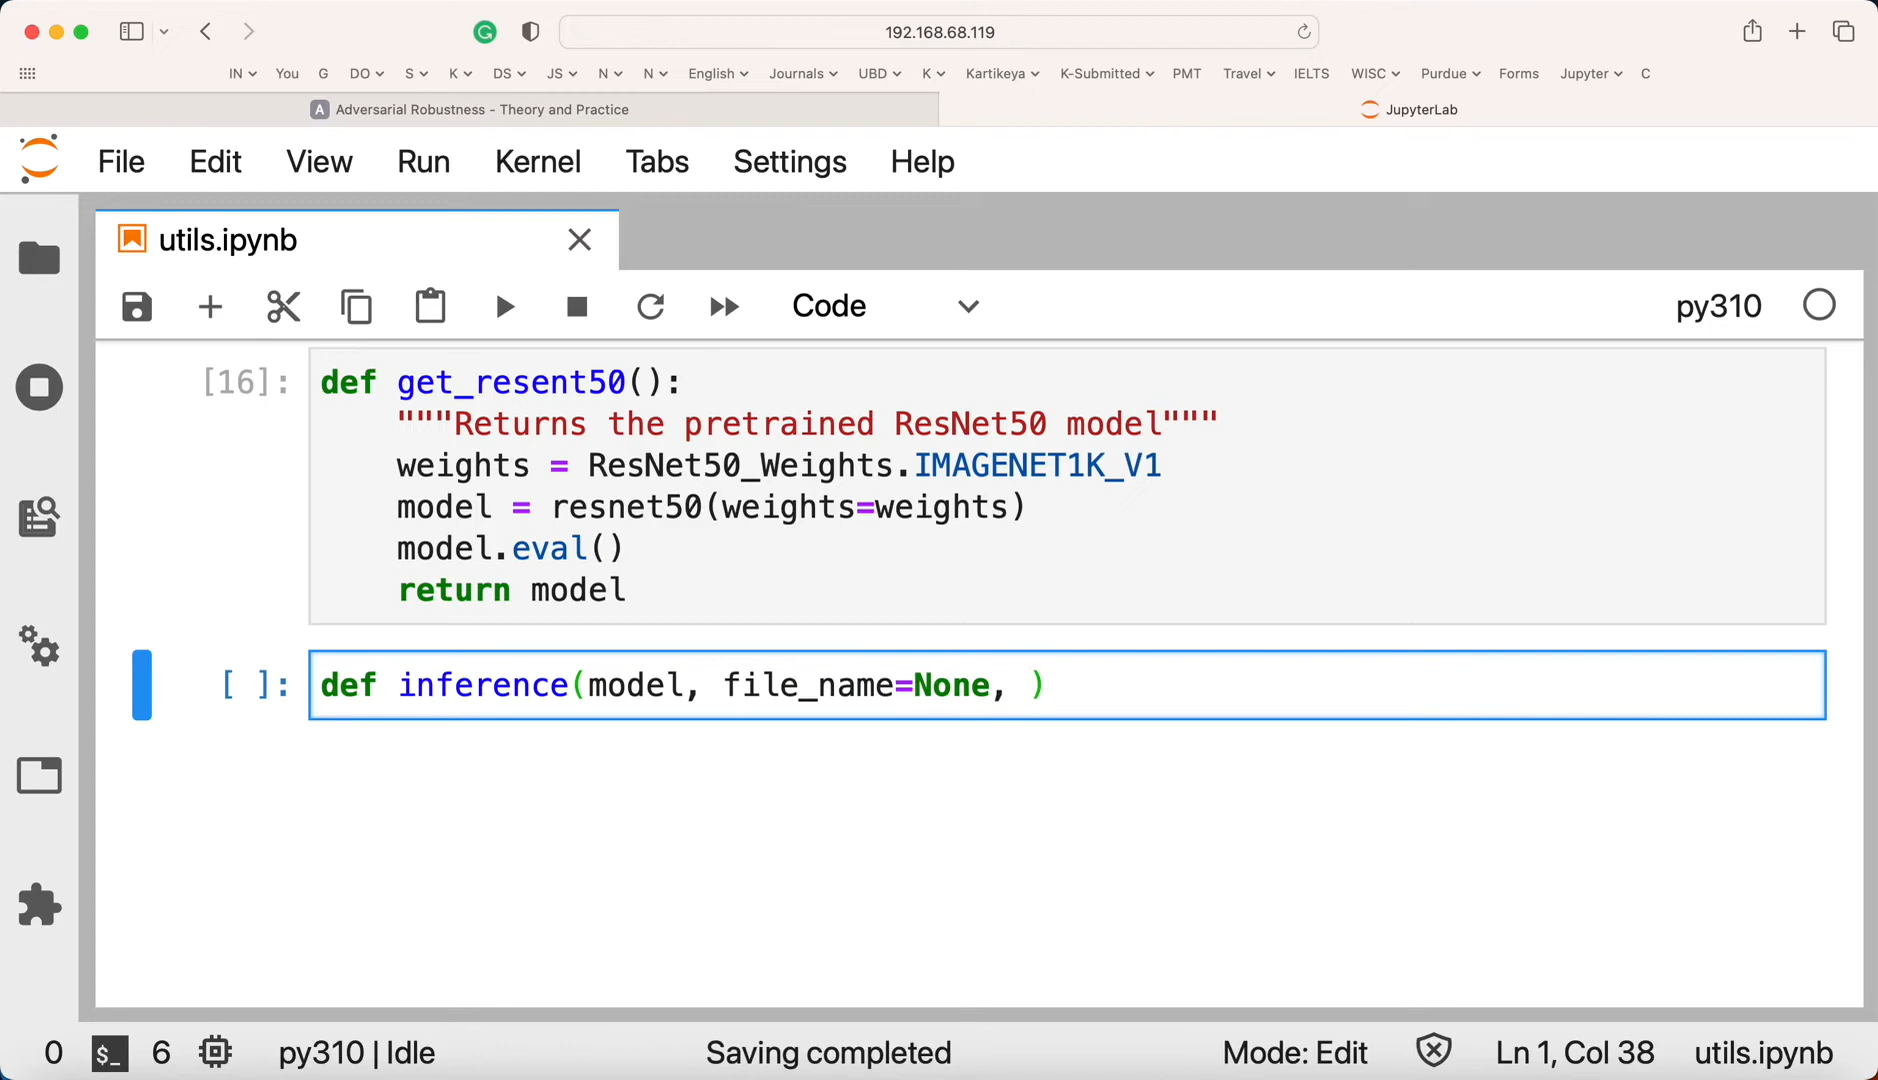 192.168.68.119
IN You G DO S K DS JS N N English Journals UBD K Kartikeya K-Submitted PMT Travel IELTS WISC Purdue Forms Jupyter C
A Adversarial Robustness - Theory and Practice
JupyterLab
File Edit View Run Kernel Tabs Settings Help
utils.ipynb
Code
py310
[16]:
def get_resent50():
"""Returns the pretrained ResNet50 model"""
weights = ResNet50_Weights.IMAGENET1K_V1
model = resnet50(weights=weights)
model.eval()
return model
[ ]:
def inference(model, file_name=None, )
0 $_ 6 py310 | Idle Saving completed Mode: Edit Ln 1, Col 38 utils.ipynb